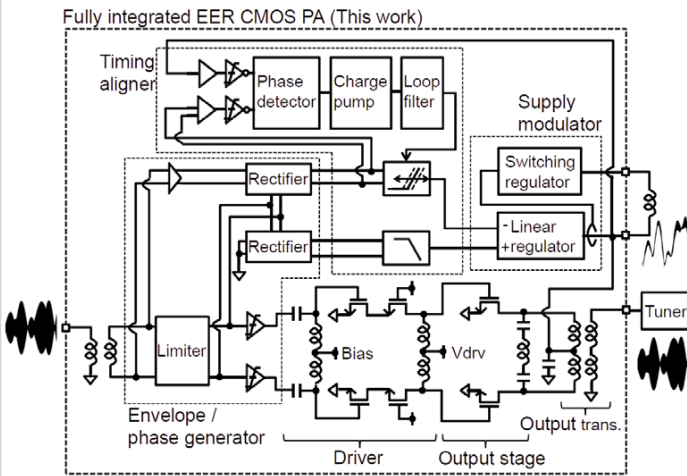 Fully integrated EER CMOS PA (This work)
Timing
aligner
Phase
detector
Charge
pump
Loop
filter
Supply
modulator
Switching
regulator
Rectifier
- Linear
+regulator
Rectifier
Limiter
Bias
Vdrv
Tuner
Envelope /
phase generator
Output trans.
Driver
Output stage